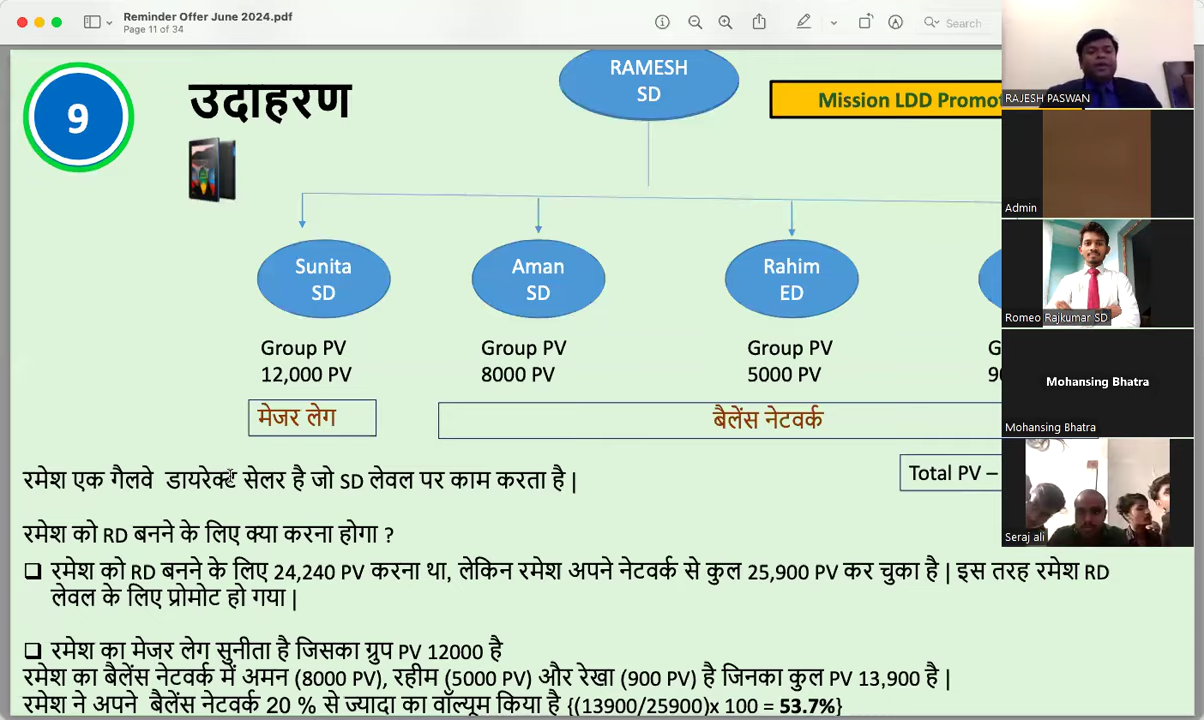 Reminder Offer June 2024.pdf
Page 11 of 34
Search
9
उदाहरण
RAMESH
SD
Mission LDD Promot
Sunita
SD
Aman
SD
Rahim
ED
Group PV
12,000 PV
Group PV
8000 PV
Group PV
5000 PV
मेजर लेग
बैलेंस नेटवर्क
रमेश एक गैलवे डायरेक्ट सेलर है जो SD लेवल पर काम करता है |
Total PV –
रमेश को RD बनने के लिए क्या करना होगा ?
रमेश को RD बनने के लिए 24,240 PV करना था, लेकिन रमेश अपने नेटवर्क से कुल 25,900 PV कर चुका है | इस तरह रमेश RD
लेवल के लिए प्रोमोट हो गया |
रमेश का मेजर लेग सुनीता है जिसका ग्रुप PV 12000 है
रमेश का बैलेंस नेटवर्क में अमन (8000 PV), रहीम (5000 PV) और रेखा (900 PV) है जिनका कुल PV 13,900 है |
रमेश ने अपने बैलेंस नेटवर्क 20 % से ज्यादा का वॉल्यूम किया है {(13900/25900)x 100 = 53.7%}
RAJESH PASWAN
Admin
Romeo Rajkumar SD
Mohansing Bhatra
Mohansing Bhatra
Seraj ali